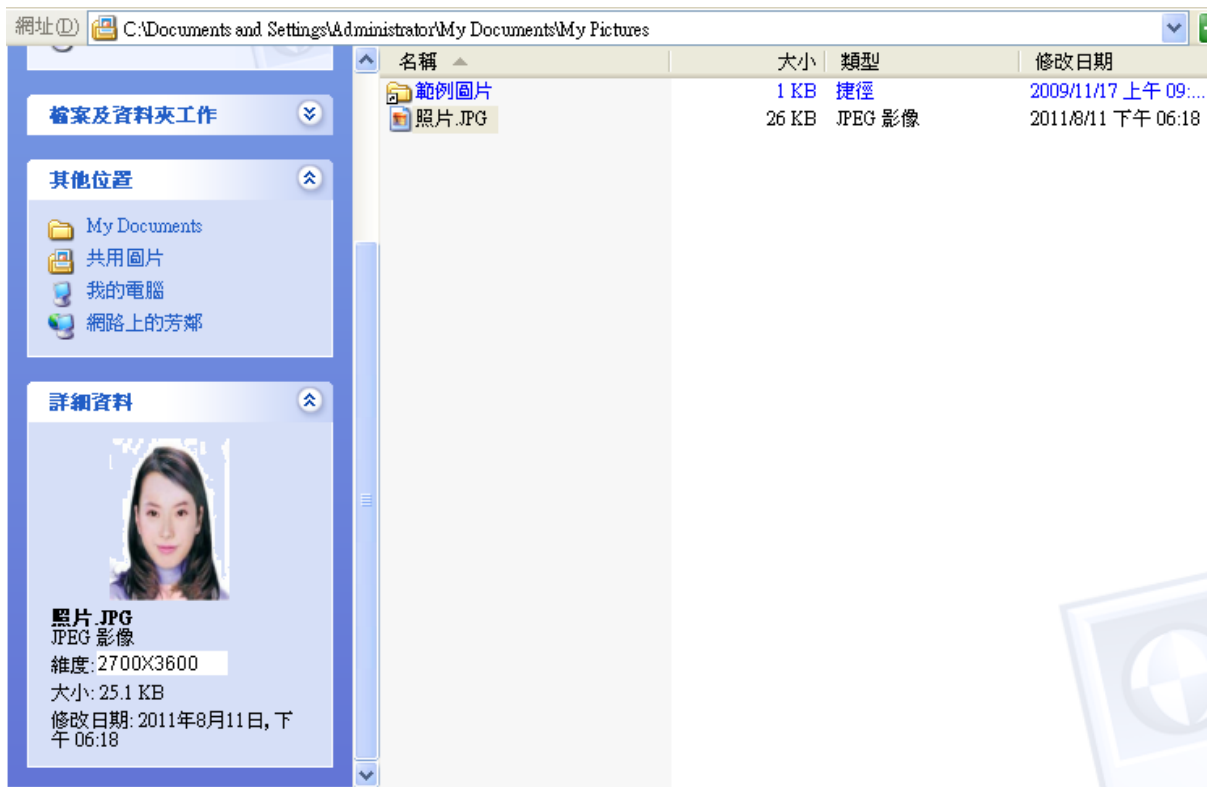 網址(D) C:\Documents and Settings\Administrator\My Documents\My Pictures
檔案及資料夾工作
其他位置
My Documents
共用圖片
我的電腦
網路上的芳鄰
詳細資料
照片.JPG
JPEG 影像
維度: 2700X3600
大小: 25.1 KB
修改日期: 2011年8月11日, 下
午 06:18
名稱 大小 類型 修改日期
範例圖片 1 KB 捷徑 2009/11/17 上午 09:...
照片.JPG 26 KB JPEG 影像 2011/8/11 下午 06:18